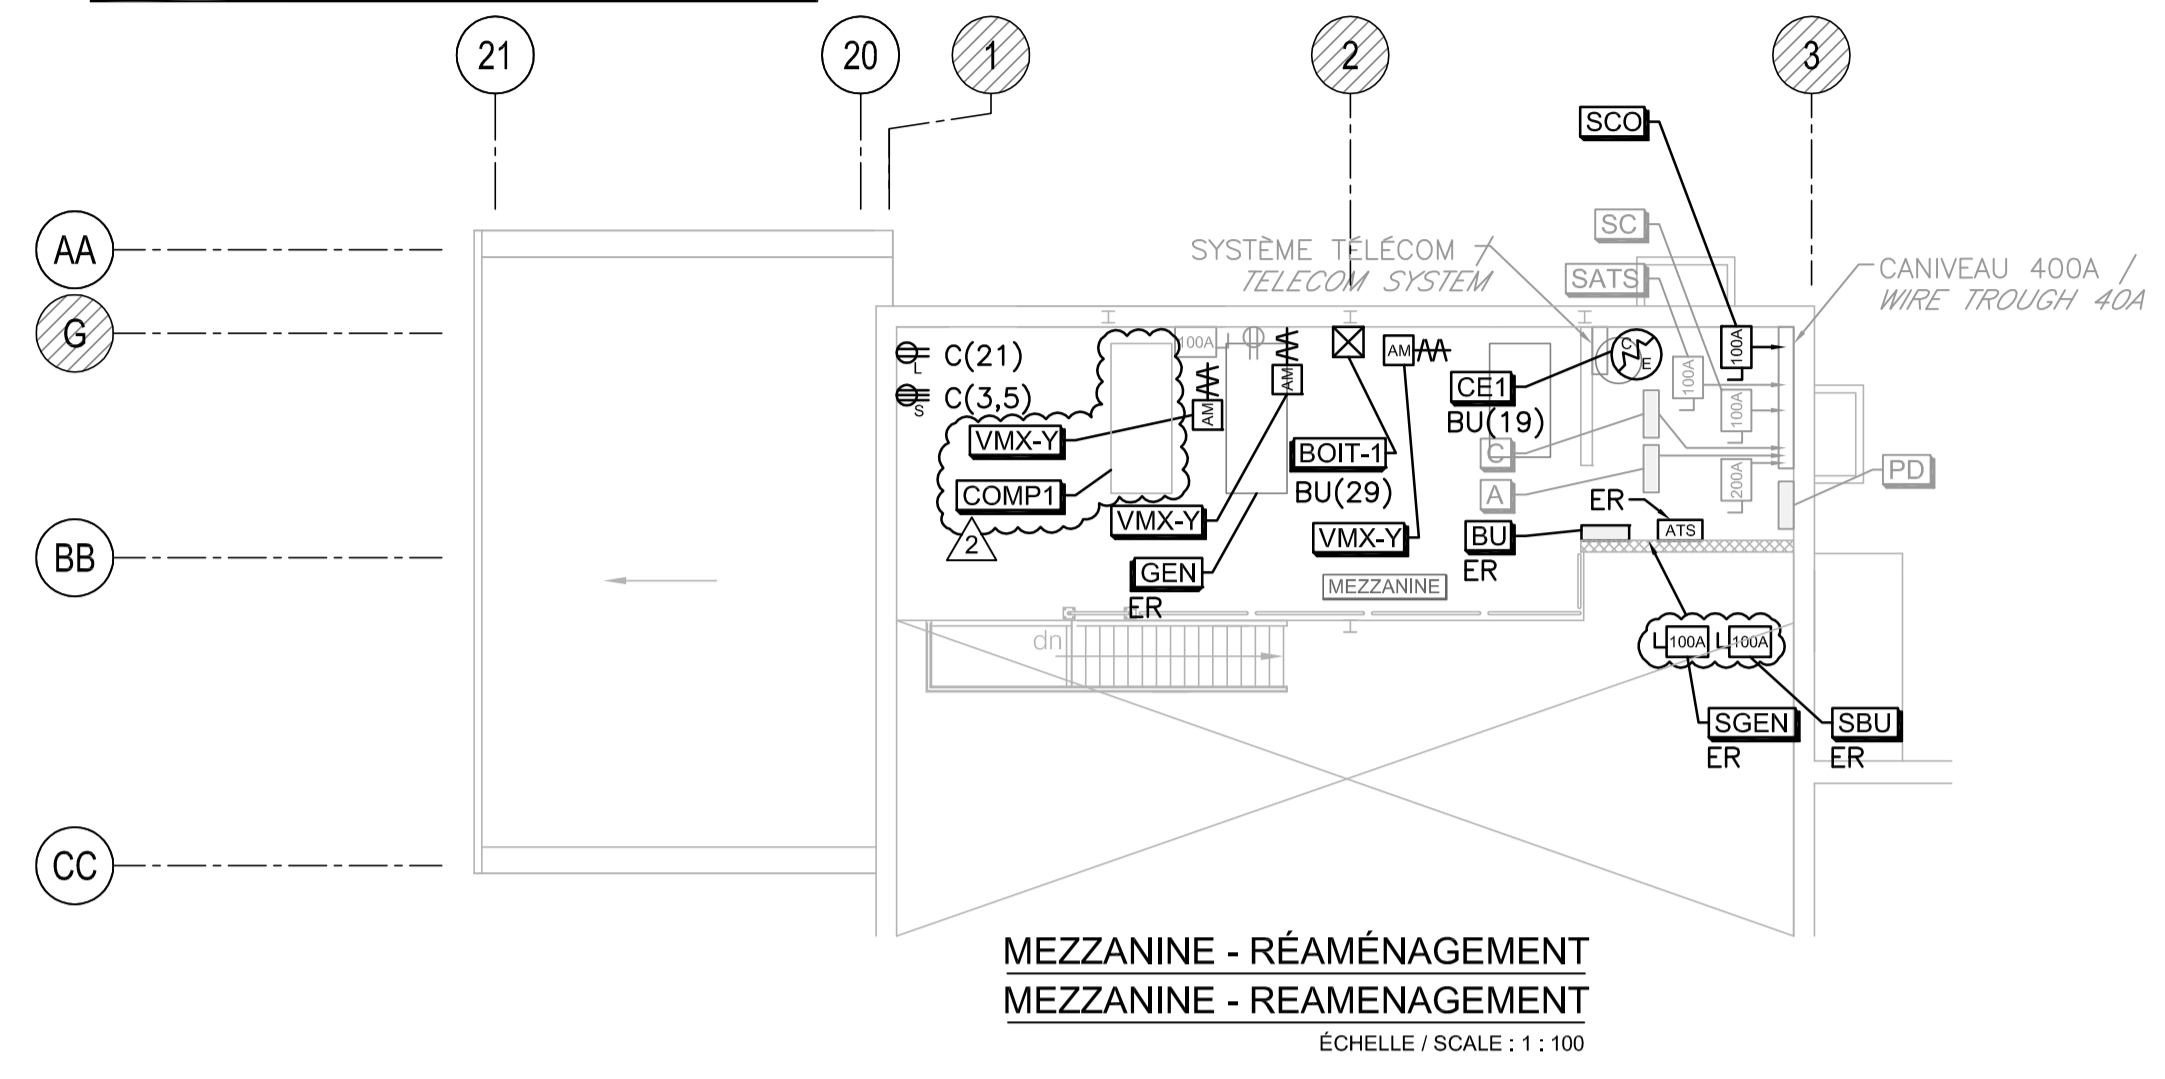 21
20
1
2
3
SCO
AA
SC
SYSTÈME TÉLÉCOM /
TELECOM SYSTEM
SATS
CANIVEAU 400A /
WIRE TROUGH 40A
G
100A
100A
L
C(21)
AM
C
E
100A
CE1
S
C(3,5)
AM
AM
100A
BU(19)
VMX-Y
BOIT-1
C
PD
COMP1
BU(29)
A
200A
ER
VMX-Y
VMX-Y
BU
ATS
2
BB
GEN
ER
MEZZANINE
ER
dn
100A
100A
SGEN
SBU
ER
ER
CC
MEZZANINE - RÉAMÉNAGEMENT
MEZZANINE - REAMENAGEMENT
ÉCHELLE / SCALE : 1 : 100